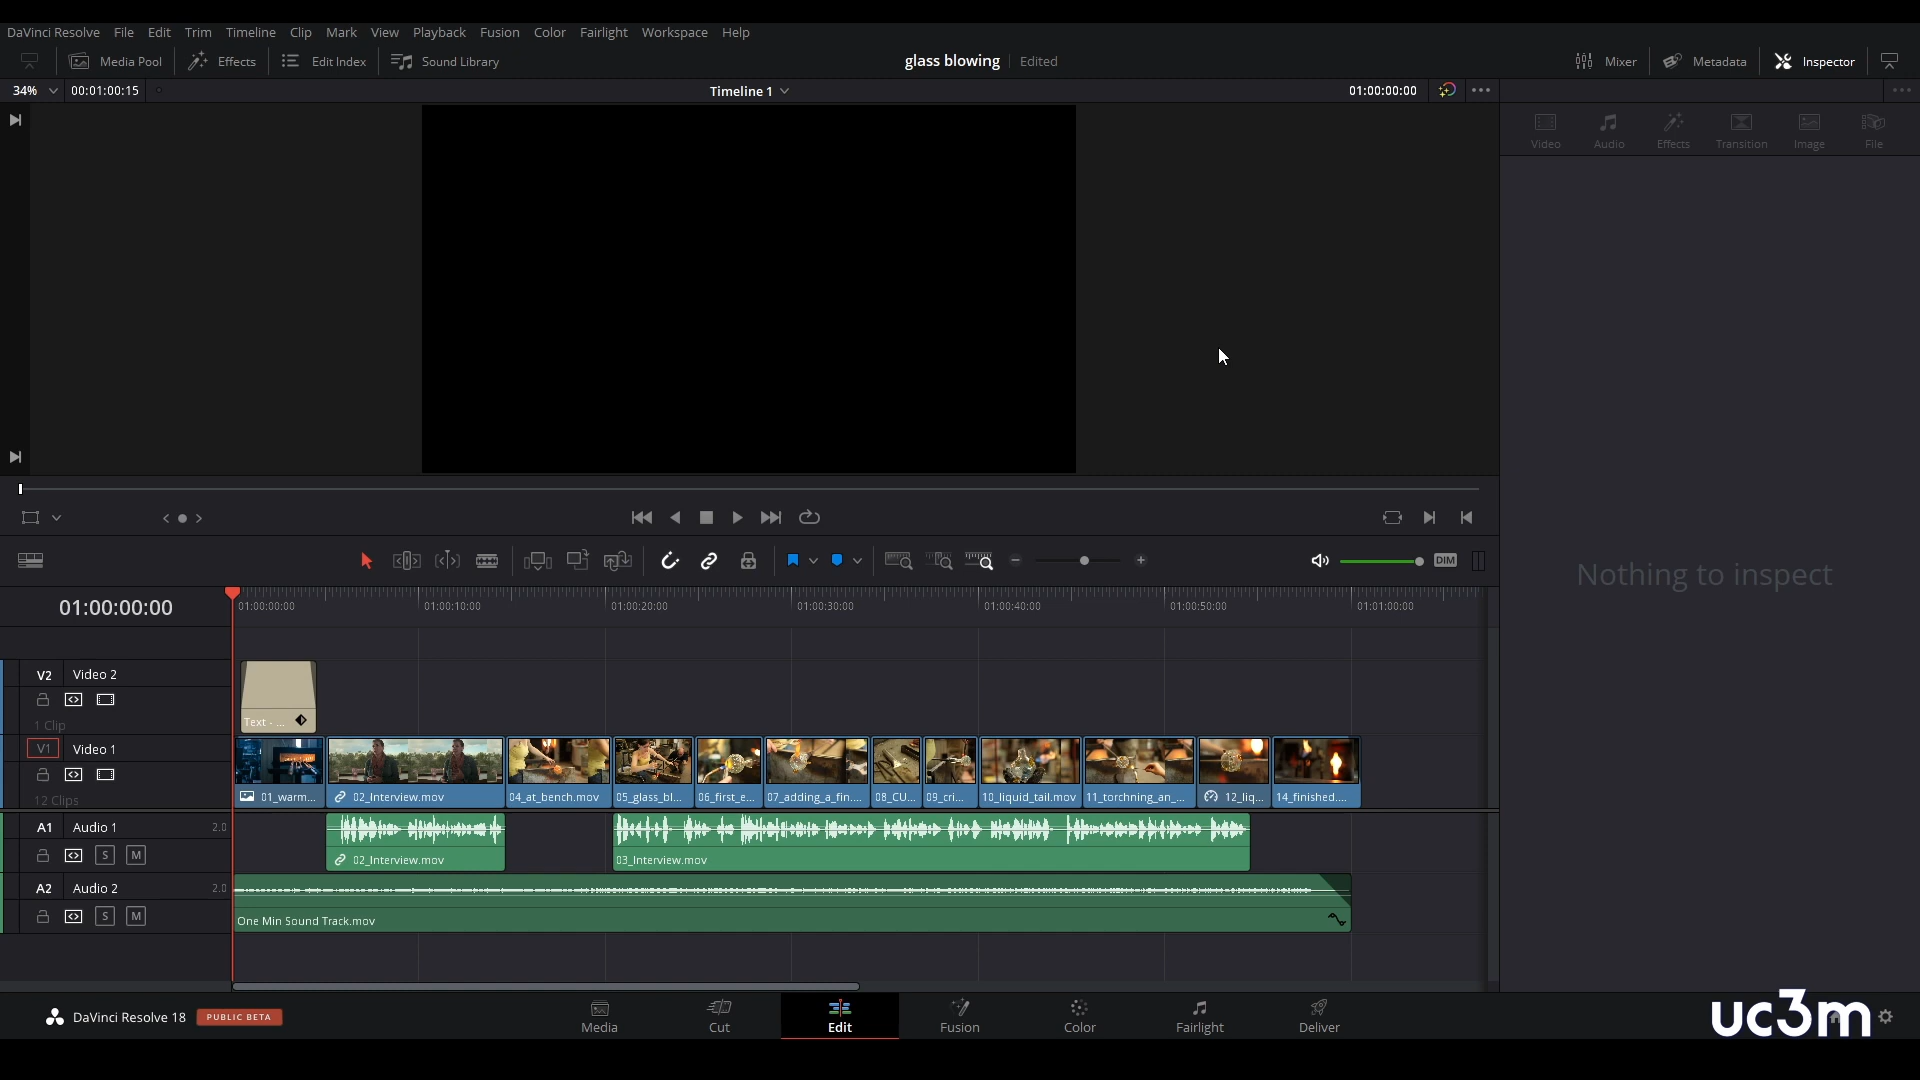 DaVinci Resolve File Edit Trim Timeline Clip Mark View Playback Fusion Color Fairlight Workspace Help
Media Pool Effects Edit Index Sound Library glass blowing Edited Mixer Metadata Inspector
34% 00:01:00:15 Timeline 1 01:00:00:00
Video Audio Effects Transition Image File
DIM
Nothing to inspect
01:00:00:00 01:00:00:00 01:00:10:00 01:00:20:00 01:00:30:00 01:00:40:00 01:00:50:00 01:01:00:00
V2 Video 2
1 Clip
Text - ...
V1 Video 1
12 Clips
01_warm... 02_Interview.mov 04_at_bench.mov 05_glass_bl... 06_first_e... 07_adding_a_fin.... 08_CU... 09_cri... 10_liquid_tail.mov 11_torchning_an_... 12_liq... 14_finished....
A1 Audio 1 2.0
S M
02_Interview.mov 03_Interview.mov
A2 Audio 2 2.0
S M
One Min Sound Track.mov
DaVinci Resolve 18 PUBLIC BETA
Media Cut Edit Fusion Color Fairlight Deliver
uc3m